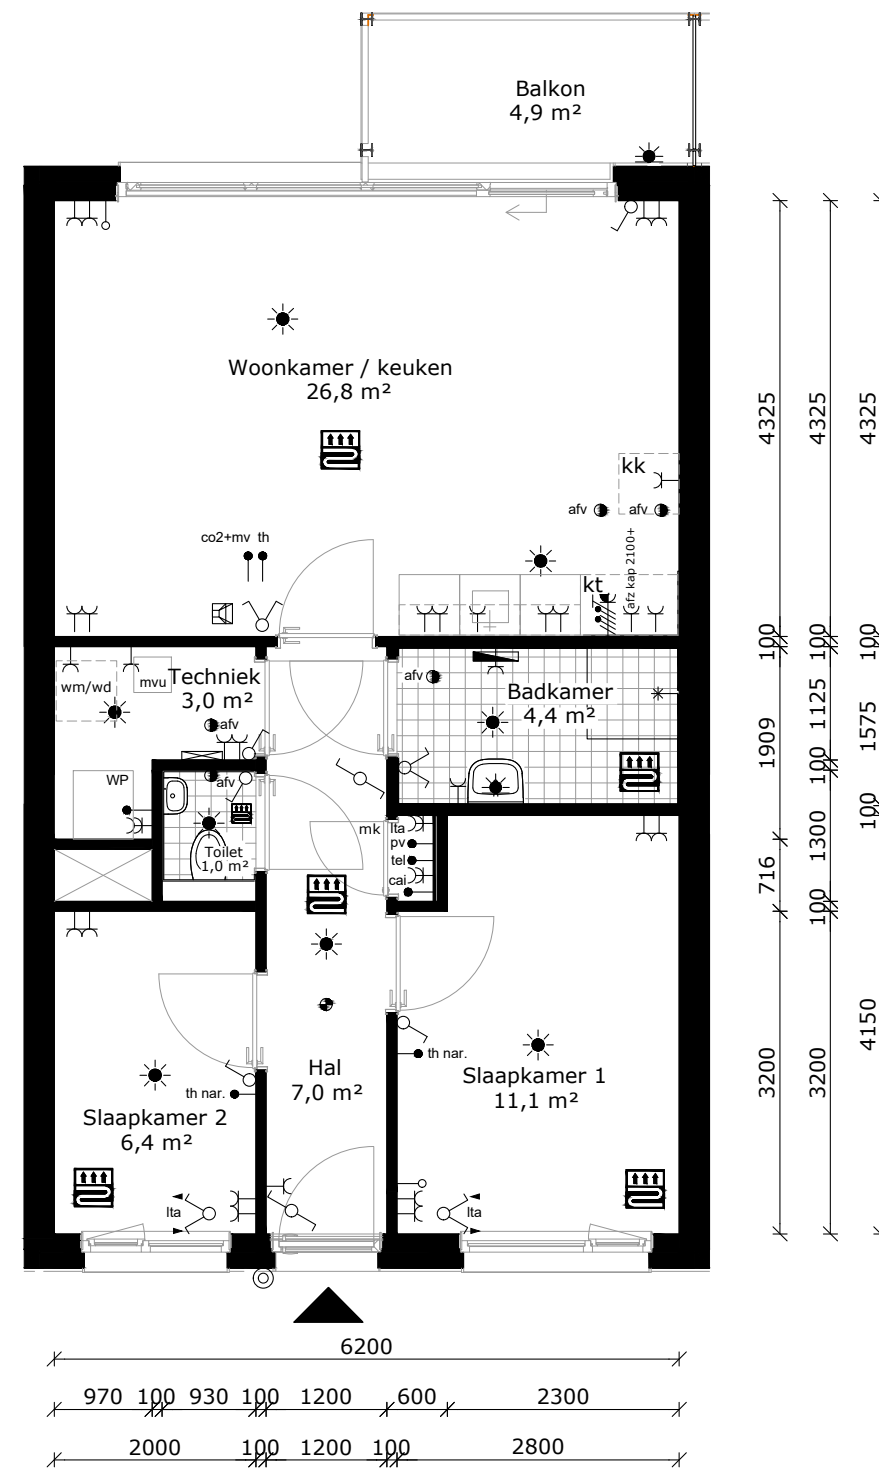 Balkon
4,9 m²
Woonkamer / keuken
26,8 m²
kk
afv
afv
afz kap 2100+
kt
co2+mv th
Techniek
3,0 m²
wm/wd
mvu
afv
WP
afv
Toilet
1,0 m²
afv
Badkamer
4,4 m²
mk
lta
pv
tel
cai
Hal
7,0 m²
th nar.
Slaapkamer 1
11,1 m²
lta
th nar.
Slaapkamer 2
6,4 m²
lta
4325
100
1909
716
3200
4325
100
1125
100
1300
100
3200
4325
100
1575
100
4150
6200
970 100 930 100 1200 600 2300
2000 100 1200 100 2800